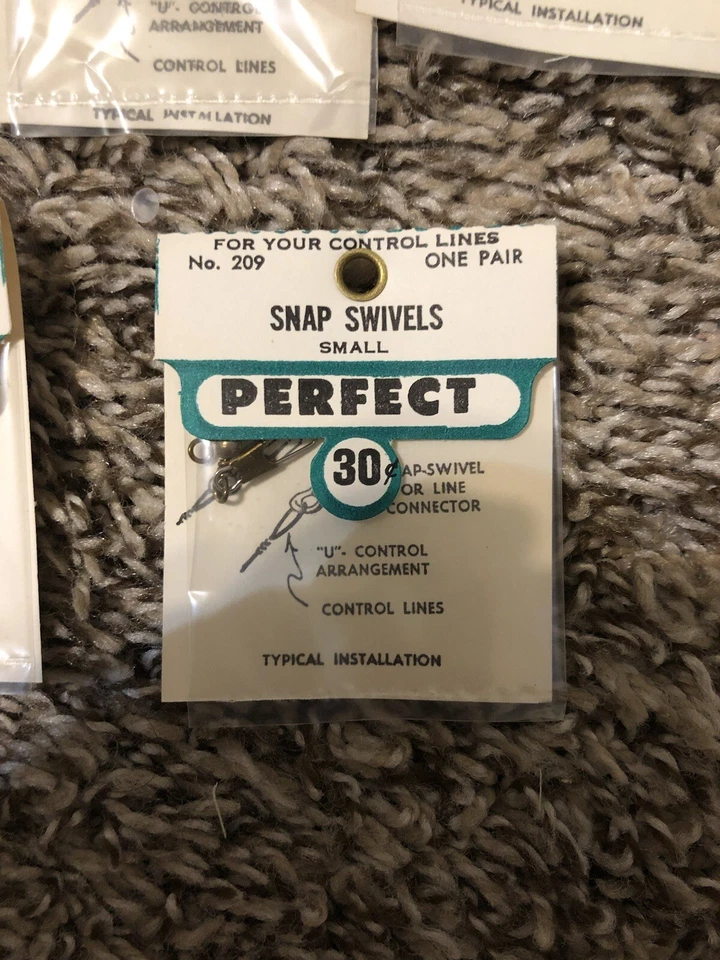 "U"- CONTROL
ARRANGEMENT
CONTROL LINES
TYPICAL INSTALLATION
TYPICAL INSTALLATION
FOR YOUR CONTROL LINES
No. 209 ONE PAIR
SNAP SWIVELS
SMALL
PERFECT
30¢
AP-SWIVEL
OR LINE
CONNECTOR
"U"- CONTROL
ARRANGEMENT
CONTROL LINES
TYPICAL INSTALLATION